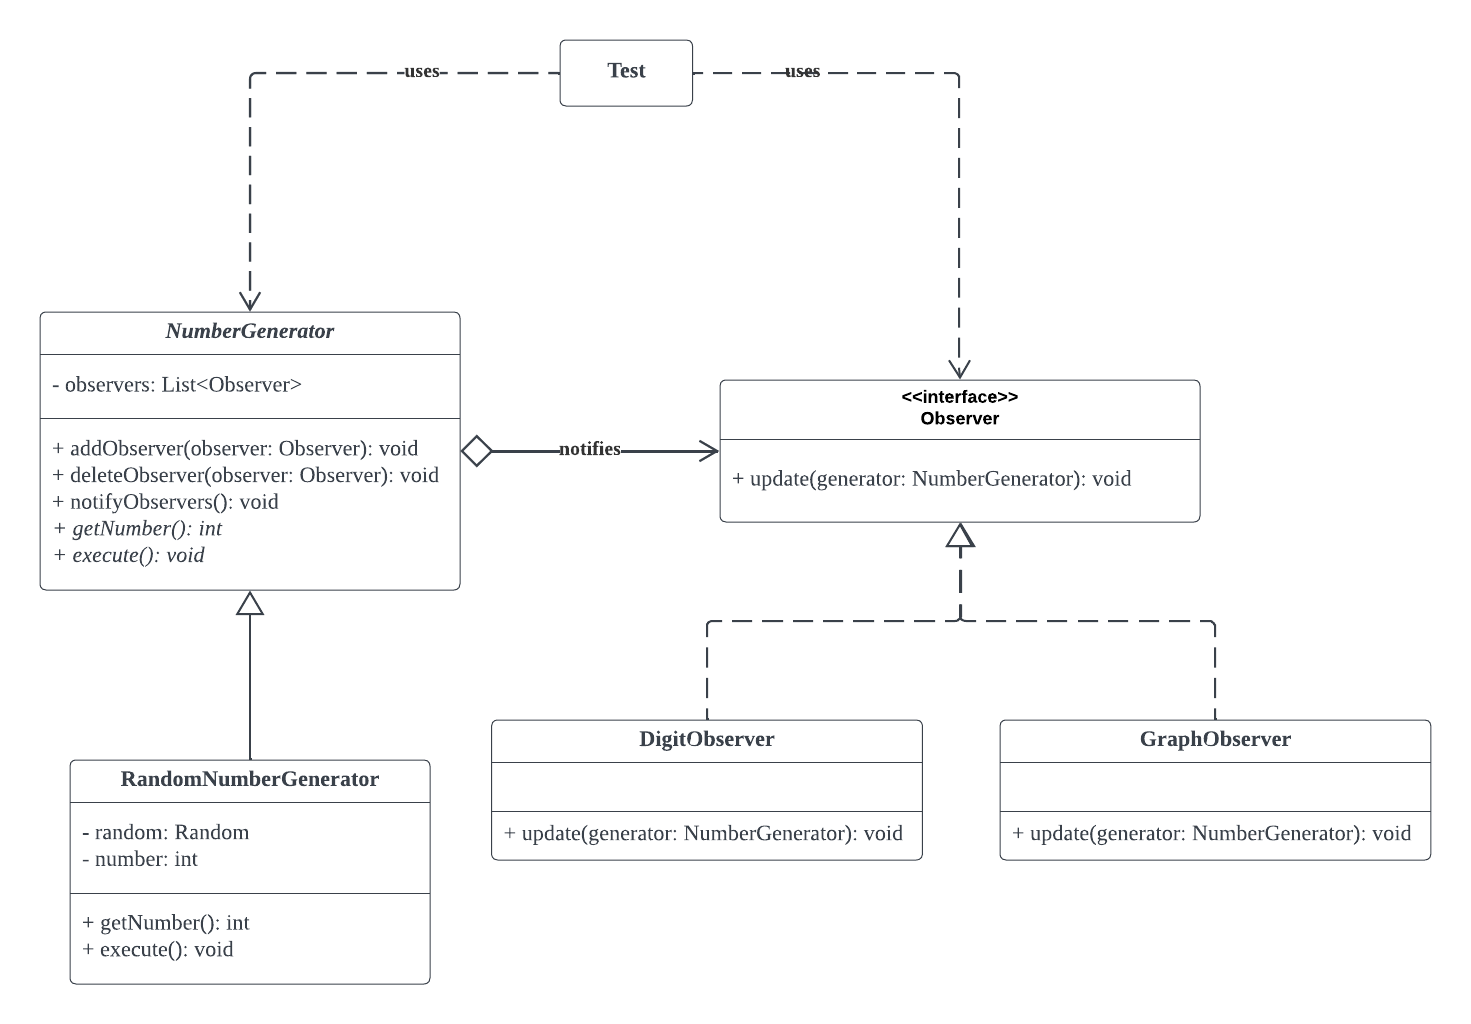 Test
uses
uses
NumberGenerator
- observers: List<Observer>
+ addObserver(observer: Observer): void
+ deleteObserver(observer: Observer): void
+ notifyObservers(): void
+ getNumber(): int
+ execute(): void
notifies
<<interface>>
Observer
+ update(generator: NumberGenerator): void
RandomNumberGenerator
- random: Random
- number: int
+ getNumber(): int
+ execute(): void
DigitObserver
+ update(generator: NumberGenerator): void
GraphObserver
+ update(generator: NumberGenerator): void